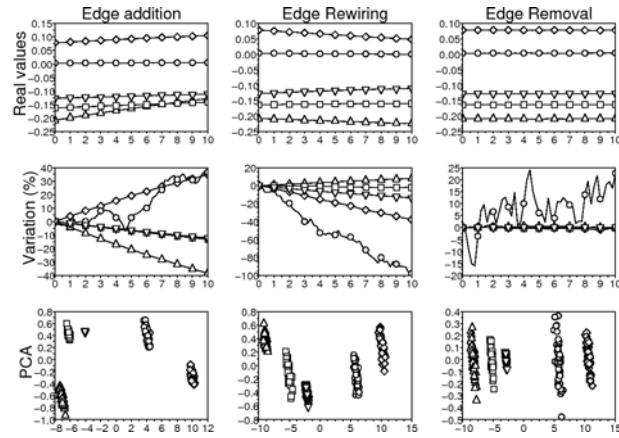 Edge addition Edge Rewiring Edge Removal
Real values
0.15 0.10 0.05 0.00 −0.05 −0.10 −0.15 −0.20 −0.25
0 1 2 3 4 5 6 7 8 9 10
0.10 0.05 0.00 −0.05 −0.10 −0.15 −0.20 −0.25
0 1 2 3 4 5 6 7 8 9 10
0.10 0.05 0.00 −0.05 −0.10 −0.15 −0.20 −0.25
0 1 2 3 4 5 6 7 8 9 10
Variation (%)
40 30 20 10 0 −10 −20 −30 −40
0 1 2 3 4 5 6 7 8 9 10
20 0 −20 −40 −60 −80 −100
0 1 2 3 4 5 6 7 8 9 10
25 20 15 10 5 0 −5 −10 −15 −20
0 1 2 3 4 5 6 7 8 9 10
PCA
0.8 0.6 0.4 0.2 0.0 −0.2 −0.4 −0.6 −0.8 −1.0
−8 −6 −4 −2 0 2 4 6 8 10 12
0.8 0.6 0.4 0.2 0.0 −0.2 −0.4 −0.6 −0.8
−10 −5 0 5 10 15
0.4 0.3 0.2 0.1 0.0 −0.1 −0.2 −0.3 −0.4 −0.5
−10 −5 0 5 10 15